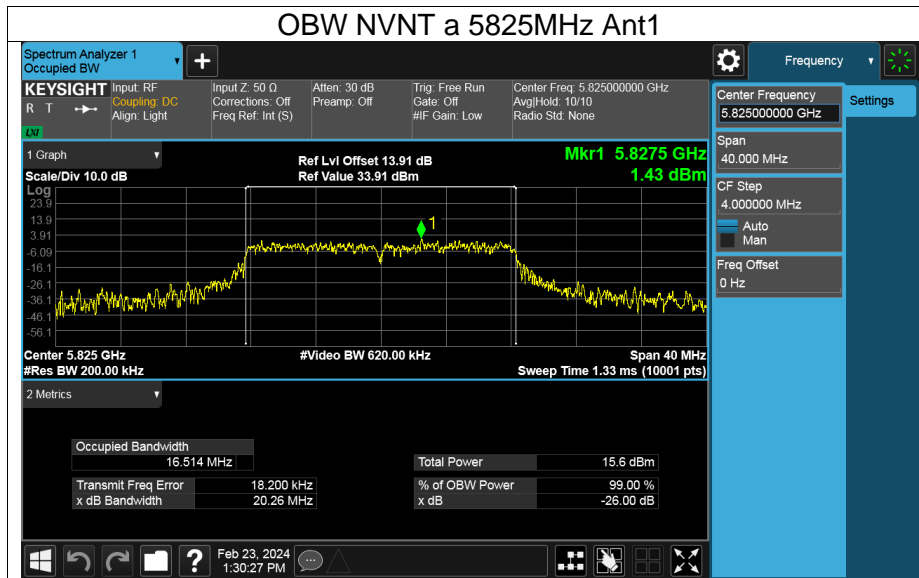 OBW NVNT a 5825MHz Ant1
Spectrum Analyzer 1
Occupied BW
+
Frequency
KEYSIGHT
R T
LXI
Input: RF
Coupling: DC
Align: Light
Input Z: 50 Ω
Corrections: Off
Freq Ref: Int (S)
Atten: 30 dB
Preamp: Off
Trig: Free Run
Gate: Off
#IF Gain: Low
Center Freq: 5.825000000 GHz
Avg|Hold: 10/10
Radio Std: None
Center Frequency
5.825000000 GHz
Settings
Span
40.000 MHz
CF Step
4.000000 MHz
Auto
Man
Freq Offset
0 Hz
1 Graph
Scale/Div 10.0 dB
Ref Lvl Offset 13.91 dB
Ref Value 33.91 dBm
Mkr1 5.8275 GHz
1.43 dBm
Log
23.9
13.9
3.91
-6.09
-16.1
-26.1
-36.1
-46.1
-56.1
1
Center 5.825 GHz
#Res BW 200.00 kHz
#Video BW 620.00 kHz
Span 40 MHz
Sweep Time 1.33 ms (10001 pts)
2 Metrics
Occupied Bandwidth
16.514 MHz
Total Power 15.6 dBm
Transmit Freq Error 18.200 kHz
% of OBW Power 99.00 %
x dB Bandwidth 20.26 MHz
x dB -26.00 dB
?
Feb 23, 2024
1:30:27 PM